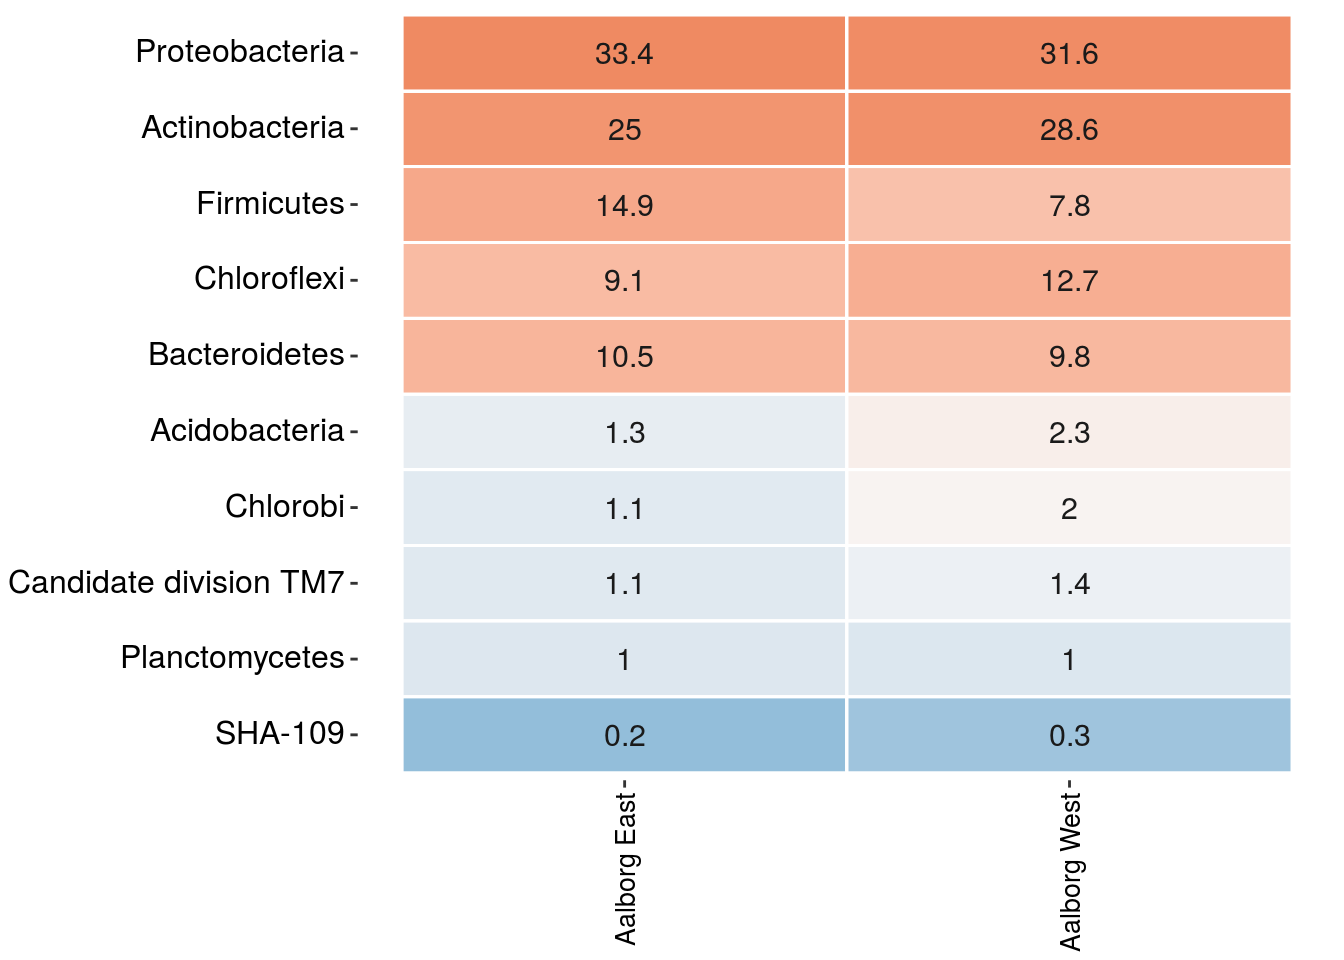 Proteobacteria 33.4 31.6
Actinobacteria 25 28.6
Firmicutes 14.9 7.8
Chloroflexi 9.1 12.7
Bacteroidetes 10.5 9.8
Acidobacteria 1.3 2.3
Chlorobi 1.1 2
Candidate division TM7 1.1 1.4
Planctomycetes 1 1
SHA-109 0.2 0.3
Aalborg East
Aalborg West